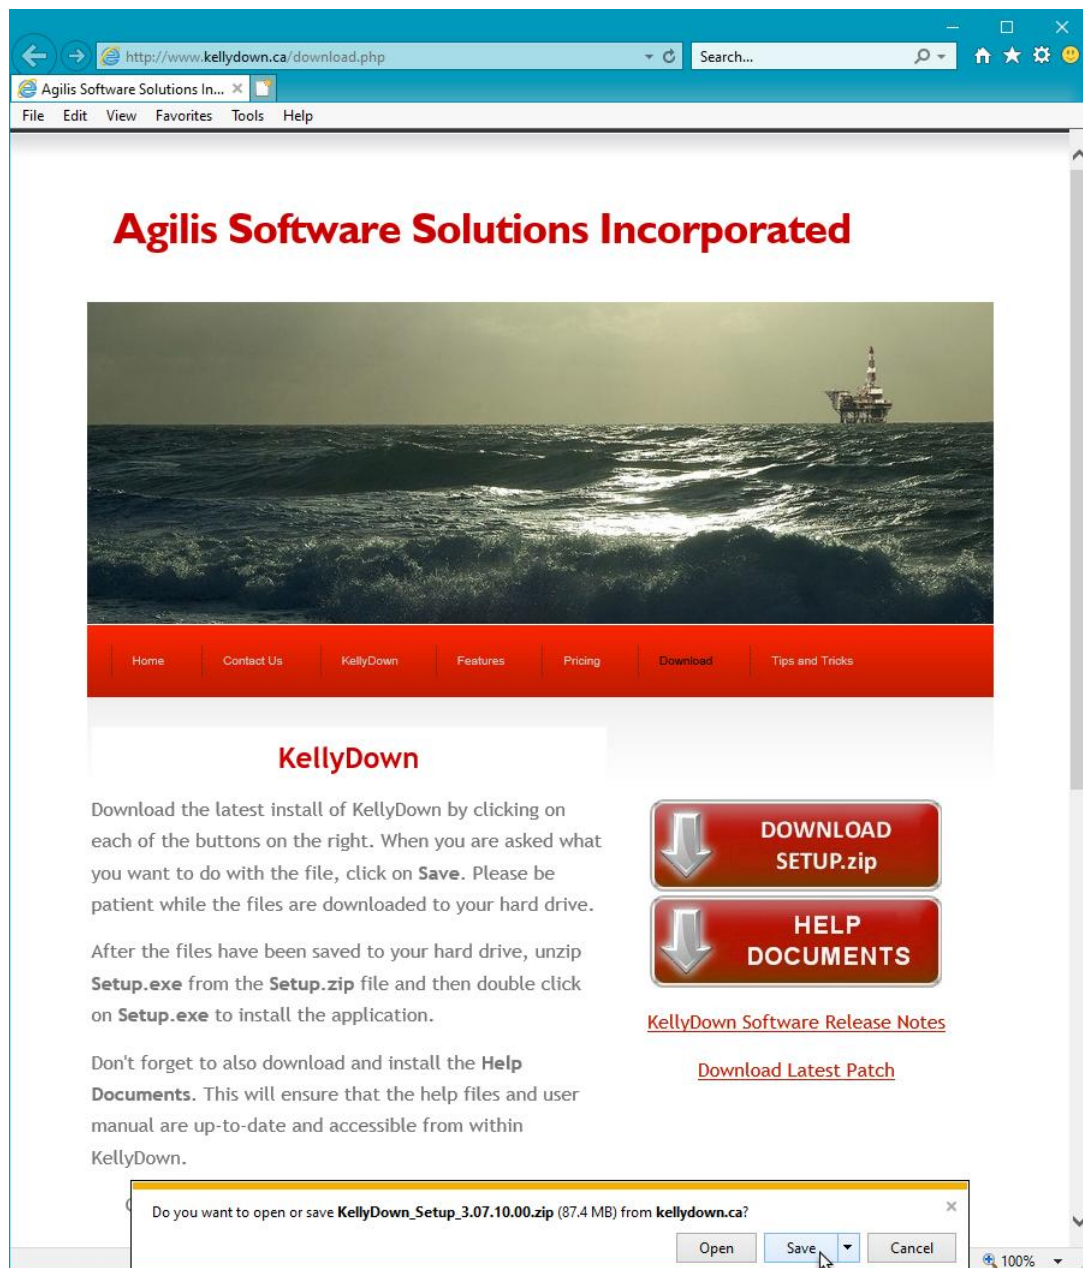 http://www.kellydown.ca/download.php
Search...
Agilis Software Solutions In...
File Edit View Favorites Tools Help
Agilis Software Solutions Incorporated
Home Contact Us KellyDown Features Pricing Download Tips and Tricks
KellyDown
Download the latest install of KellyDown by clicking on
each of the buttons on the right. When you are asked what
you want to do with the file, click on Save. Please be
patient while the files are downloaded to your hard drive.
After the files have been saved to your hard drive, unzip
Setup.exe from the Setup.zip file and then double click
on Setup.exe to install the application.
Don't forget to also download and install the Help
Documents. This will ensure that the help files and user
manual are up-to-date and accessible from within
KellyDown.
DOWNLOAD
SETUP.zip
HELP
DOCUMENTS
KellyDown Software Release Notes
Download Latest Patch
Do you want to open or save KellyDown_Setup_3.07.10.00.zip (87.4 MB) from kellydown.ca?
Open Save Cancel
100%